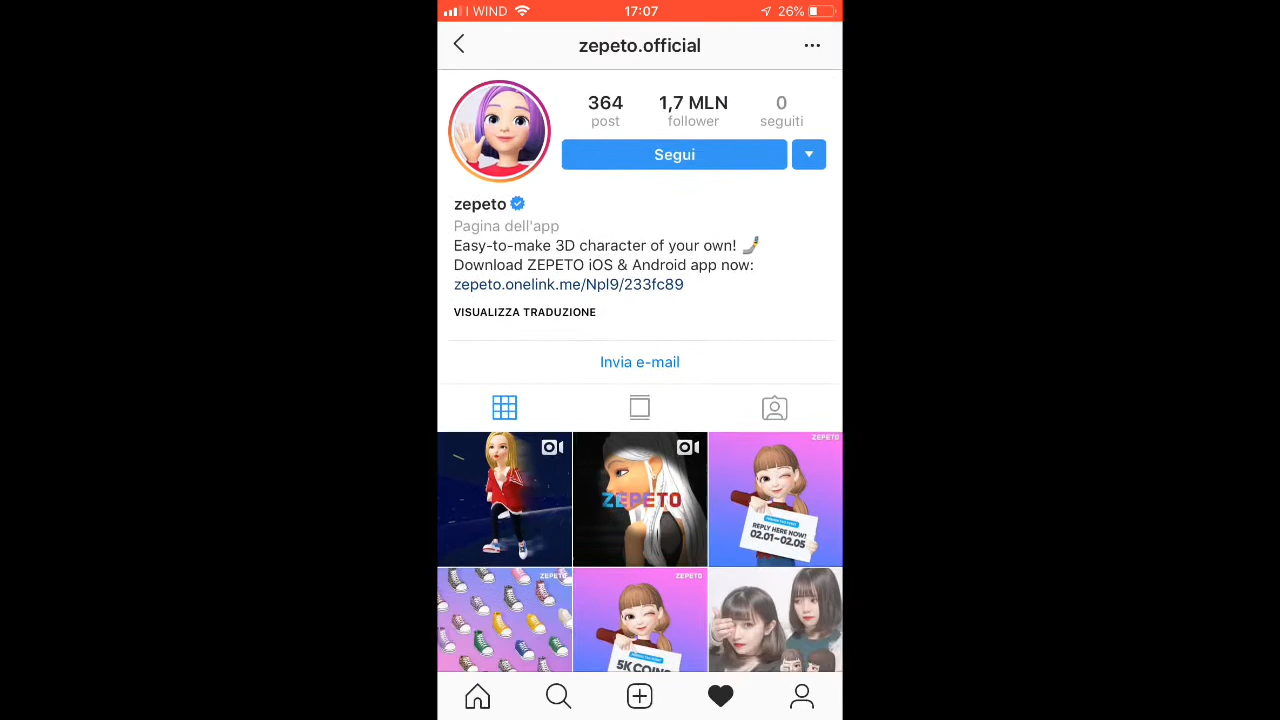 I WIND 17:07 26%
zepeto.official
364 1,7 MLN 0
post follower seguiti
Segui
zepeto
Pagina dell'app
Easy-to-make 3D character of your own!
Download ZEPETO iOS & Android app now:
zepeto.onelink.me/Npl9/233fc89
VISUALIZZA TRADUZIONE
Invia e-mail
ZEPETO
ZEPETO
REPLY HERE NOW!
02.01~02.05
ZEPETO
ZEPETO
5K COINS